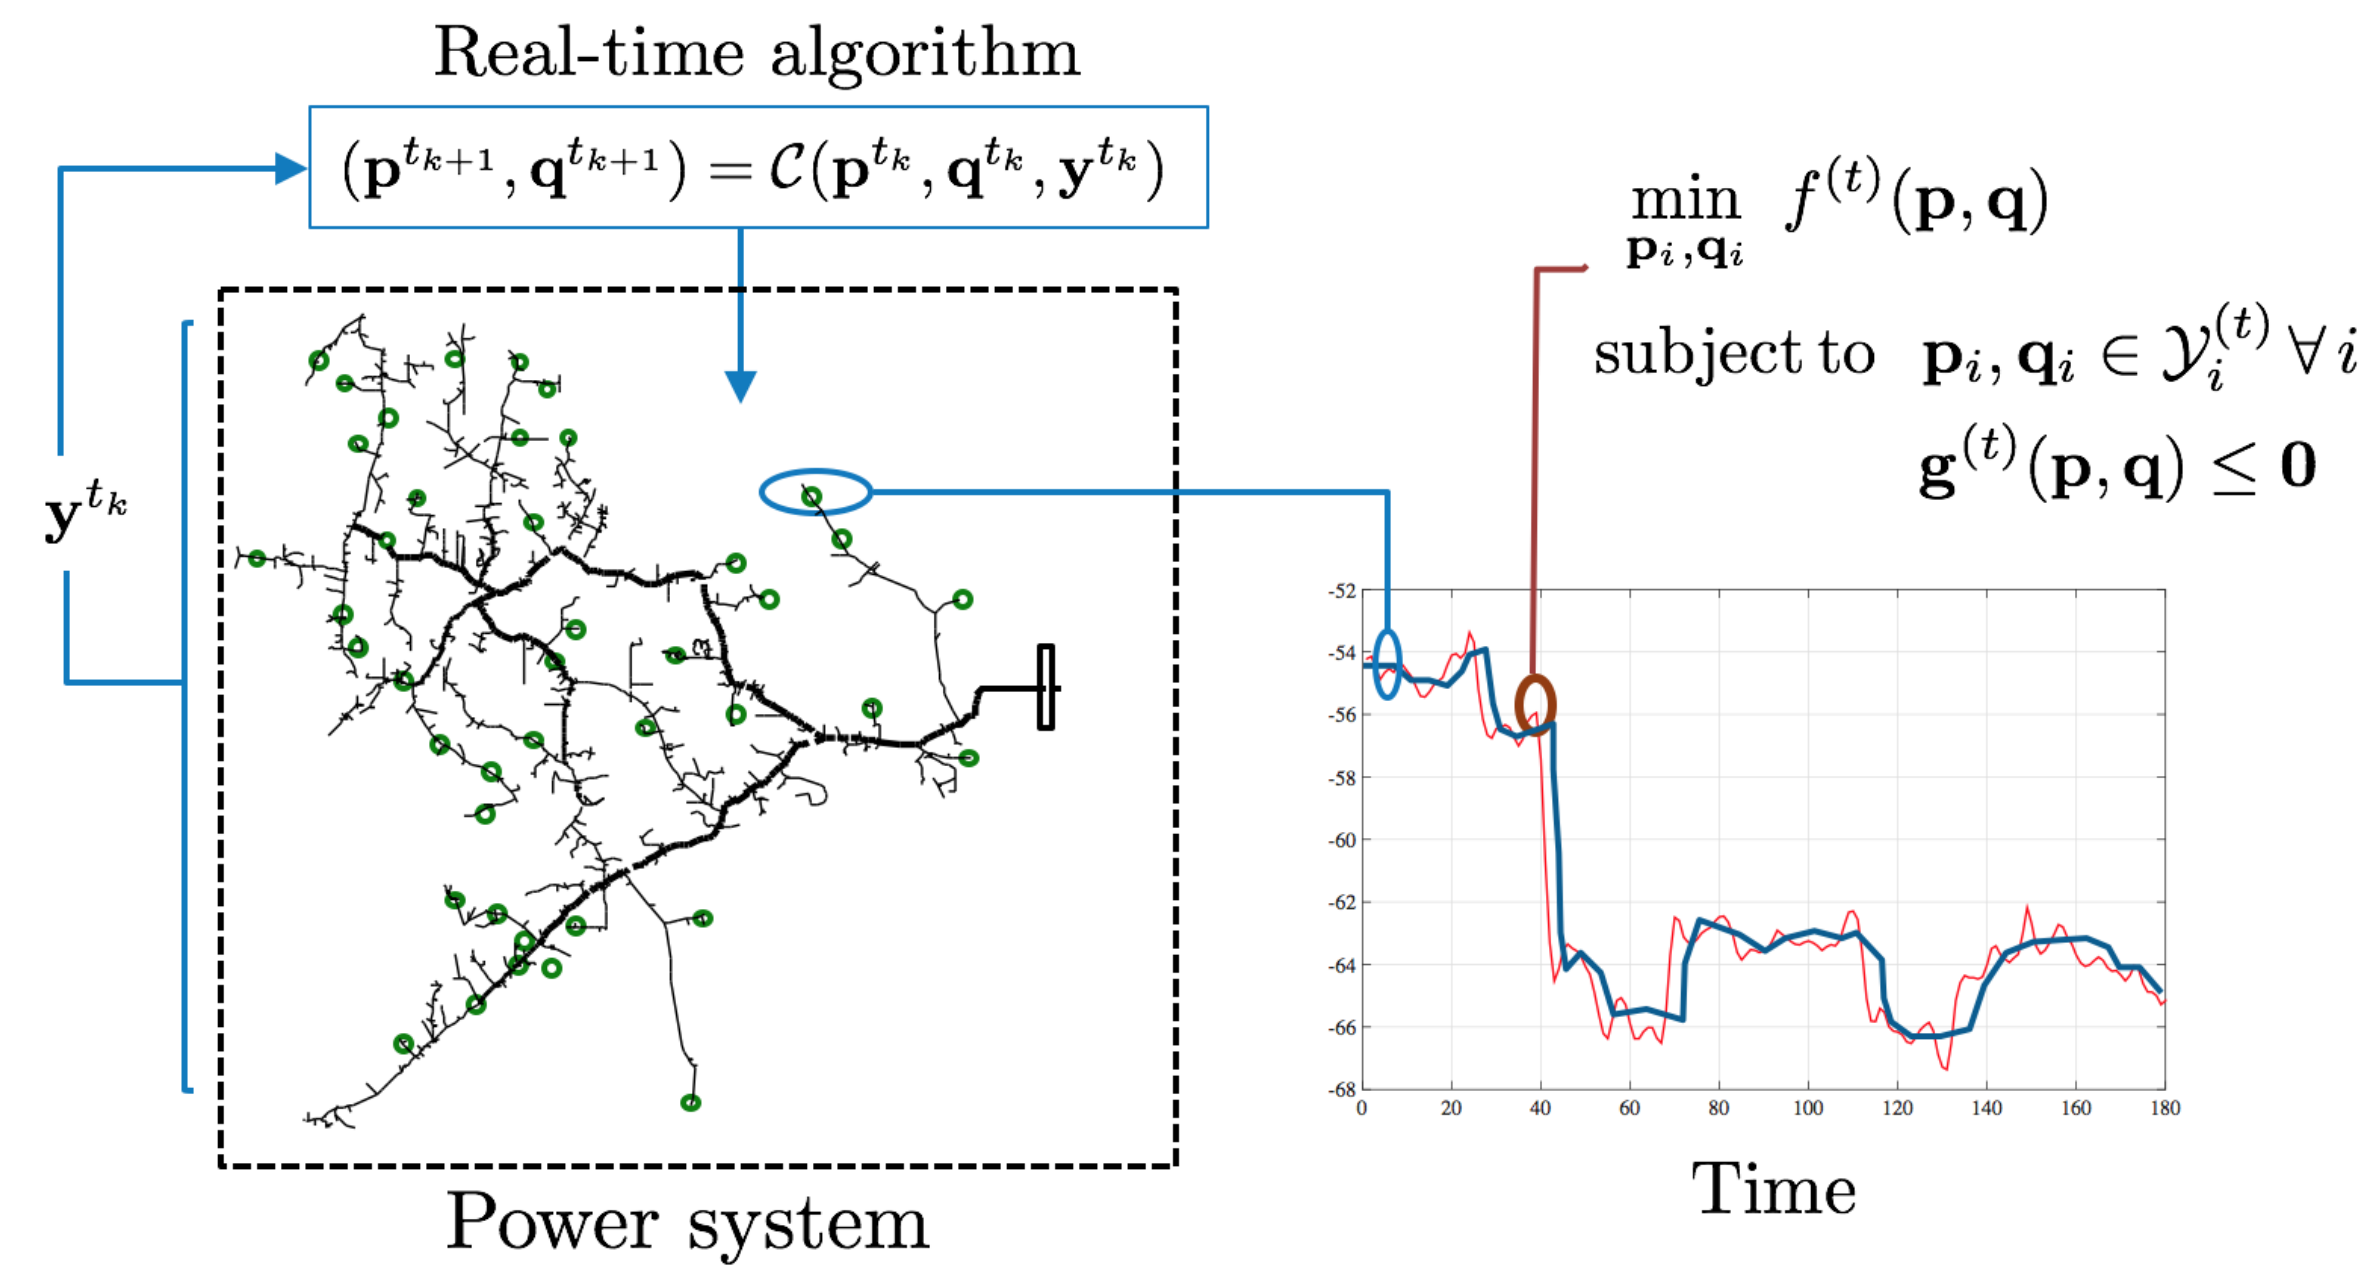 Real-time algorithm
(p^{t_{k+1}}, q^{t_{k+1}}) = 𝒞(p^{t_k}, q^{t_k}, y^{t_k})
min f^{(t)}(p, q)
p_i, q_i
subject to p_i, q_i ∈ 𝒴_i^{(t)} ∀ i
g^{(t)}(p, q) ≤ 0
y^{t_k}
-52
-54
-56
-58
-60
-62
-64
-66
-68
0 20 40 60 80 100 120 140 160 180
Time
Power system